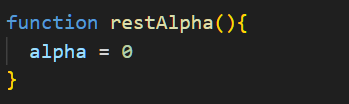 function restAlpha(){
  alpha = 0
}